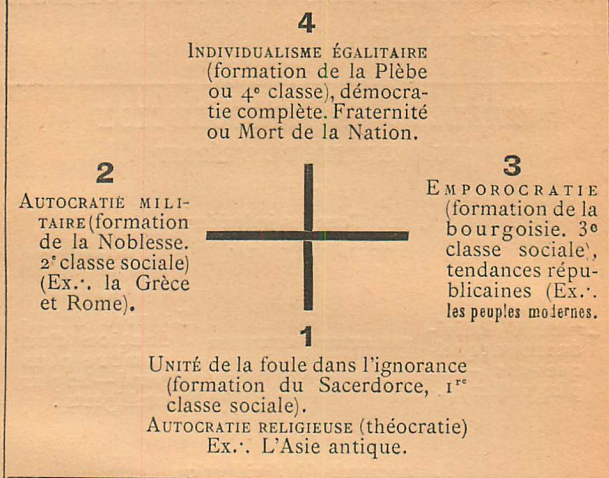 4
INDIVIDUALISME ÉGALITAIRE
(formation de la Plèbe
ou 4e classe), démocra-
tie complète. Fraternité
ou Mort de la Nation.
2
AUTOCRATIE MILI-
TAIRE (formation
de la Noblesse.
2e classe sociale)
(Ex.·. la Grèce
et Rome).
3
EMPOROCRATIE
(formation de la
bourgoisie. 3e
classe sociale),
tendances répu-
blicaines (Ex.·.
les peuples modernes.
1
UNITÉ de la foule dans l'ignorance
(formation du Sacerdorce, 1re
classe sociale).
AUTOCRATIE RELIGIEUSE (théocratie)
Ex.·. L'Asie antique.